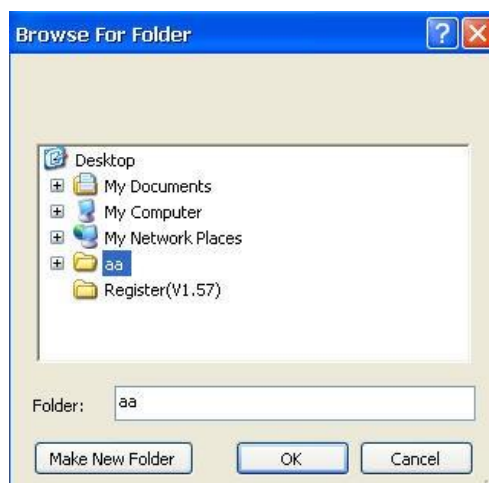 Browse For Folder
Desktop
My Documents
My Computer
My Network Places
aa
Register(V1.57)
Folder: aa
Make New Folder OK Cancel